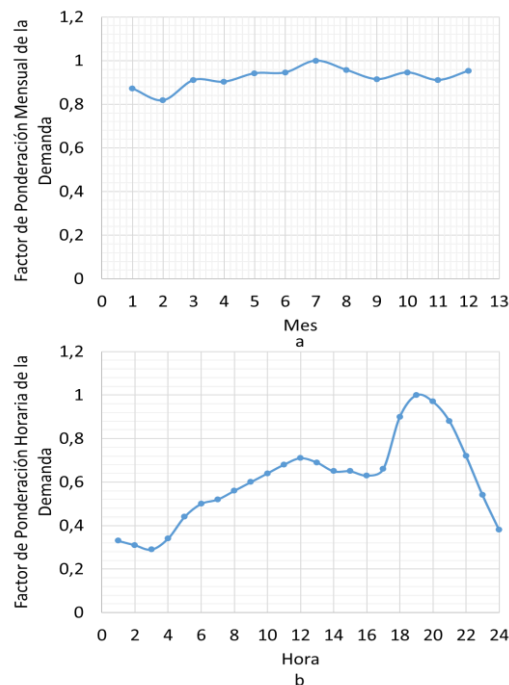 Factor de Ponderación Mensual de la
Demanda
1,2
1
0,8
0,6
0,4
0,2
0
0 1 2 3 4 5 6 7 8 9 10 11 12 13
Mes
a
Factor de Ponderación Horaria de la
Demanda
1,2
1
0,8
0,6
0,4
0,2
0
0 2 4 6 8 10 12 14 16 18 20 22 24
Hora
b